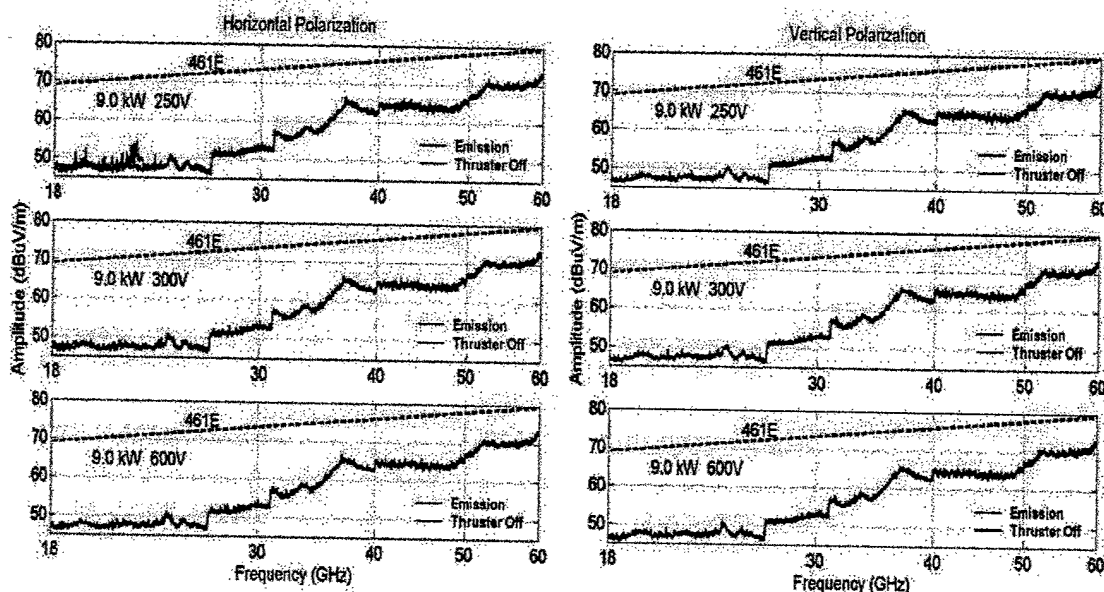 Horizontal Polarization
80
70
50
461E
9.0 kW 250V
Emission
Thruster Off
18
30
40
50
60
80
70
60
50
461E
9.0 kW 300V
Emission
Thruster Off
18
30
40
50
60
80
70
60
50
461E
9.0 kW 600V
Emission
Thruster Off
18
30
40
50
60
Amplitude (dBuV/m)
Frequency (GHz)
Vertical Polarization
80
70
60
50
461E
9.0 kW 250V
Emission
Thruster Off
18
30
40
50
60
80
70
60
50
461E
9.0 kW 300V
Emission
Thruster Off
18
30
40
50
60
80
70
60
50
461E
9.0 kW 600V
Emission
Thruster Off
18
30
40
50
60
Amplitude (dBuV/m)
Frequency (GHz)